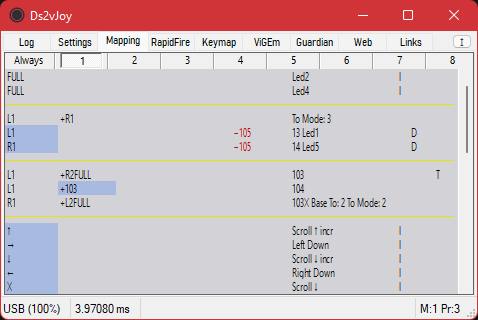 Ds2vJoy
Log Settings Mapping RapidFire Keymap ViGEm Guardian Web Links
Always 1 2 3 4 5 6 7 8
FULL Led2 |
FULL Led4 |
L1 +R1 To Mode: 3
L1 -105 13 Led1 D
R1 -105 14 Led5 D
L1 +R2FULL 103 T
L1 +103 104
R1 +L2FULL 103X Base To: 2 To Mode: 2
↑ Scroll↑incr |
→ Left Down |
↓ Scroll↓incr |
← Right Down |
X Scroll↓ |
USB (100%) 3.97080 ms M:1 Pr:3